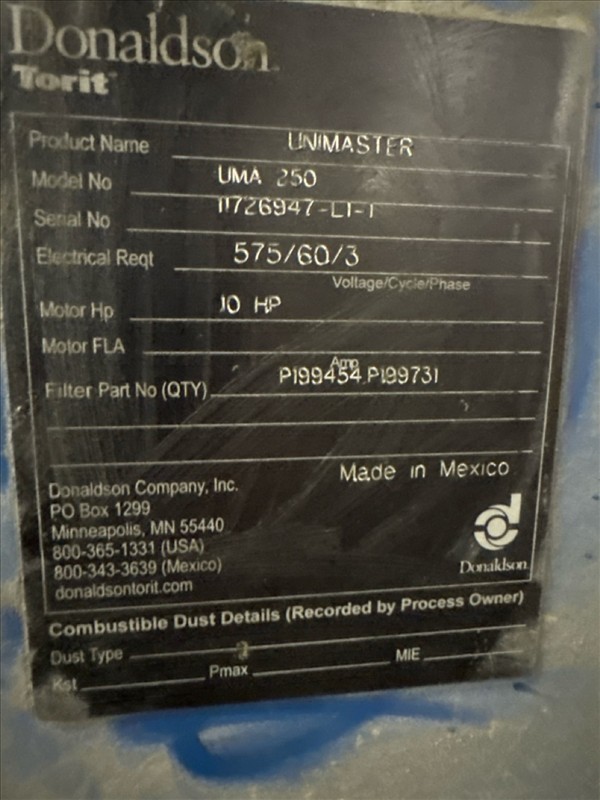 Donaldson
Torit
Product Name UNIMASTER
Model No UMA 250
Serial No 11726947-L1-1
Electrical Reqt 575/60/3
Voltage/Cycle/Phase
Motor Hp 10 HP
Motor FLA
Amp
Filter Part No (QTY) P199454 P199731
Made in Mexico
Donaldson Company, Inc.
PO Box 1299
Minneapolis, MN 55440
800-365-1331 (USA)
800-343-3639 (Mexico)
donaldsontorit.com
Donaldson
Combustible Dust Details (Recorded by Process Owner)
Dust Type
MIE
Kst
Pmax